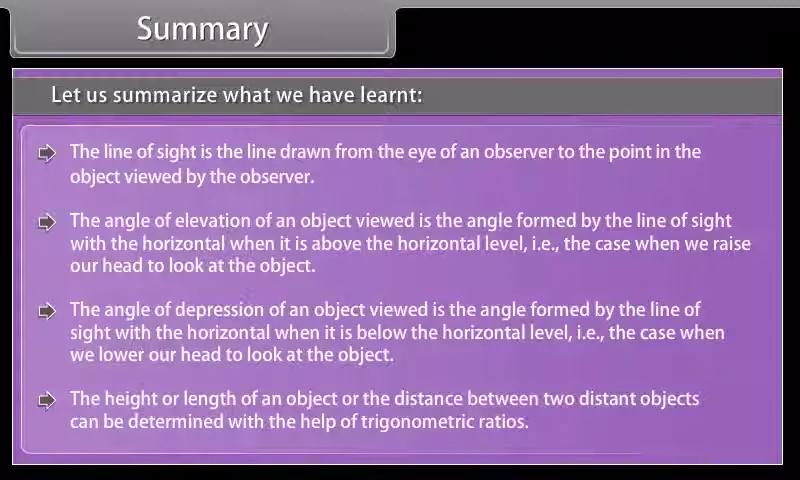 Summary
Let us summarize what we have learnt:
The line of sight is the line drawn from the eye of an observer to the point in the
object viewed by the observer.
The angle of elevation of an object viewed is the angle formed by the line of sight
with the horizontal when it is above the horizontal level, i.e., the case when we raise
our head to look at the object.
The angle of depression of an object viewed is the angle formed by the line of
sight with the horizontal when it is below the horizontal level, i.e., the case when
we lower our head to look at the object.
The height or length of an object or the distance between two distant objects
can be determined with the help of trigonometric ratios.